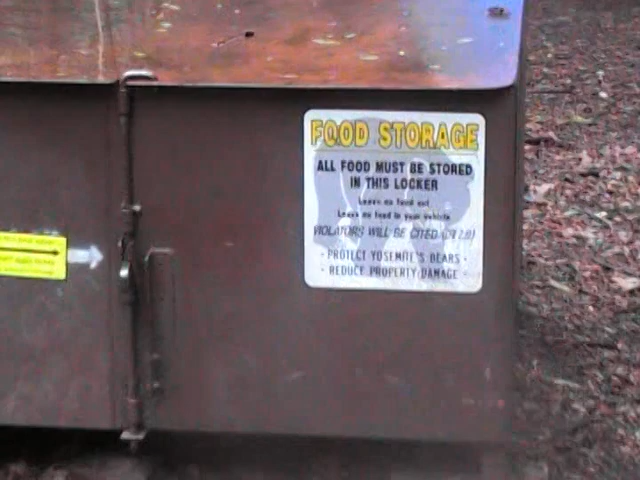 FOOD STORAGE
ALL FOOD MUST BE STORED
IN THIS LOCKER
Leave no food out
Leave no food in your vehicle
VIOLATORS WILL BE CITED
· PROTECT YOSEMITE'S BEARS ·
· REDUCE PROPERTY DAMAGE ·